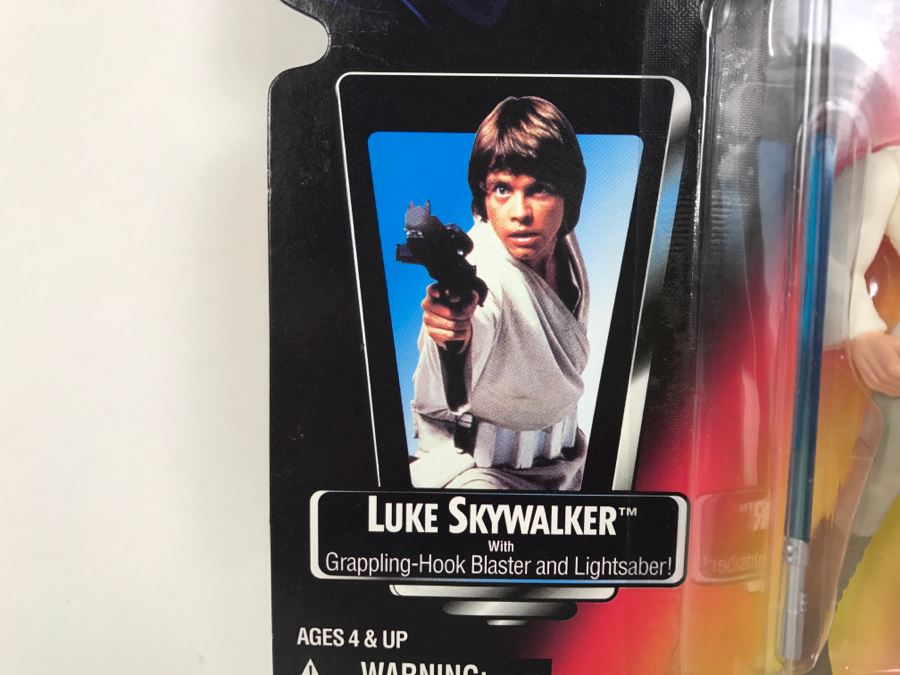 LUKE SKYWALKER™
With
Grappling-Hook Blaster and Lightsaber!
AGES 4 & UP
WARNING: